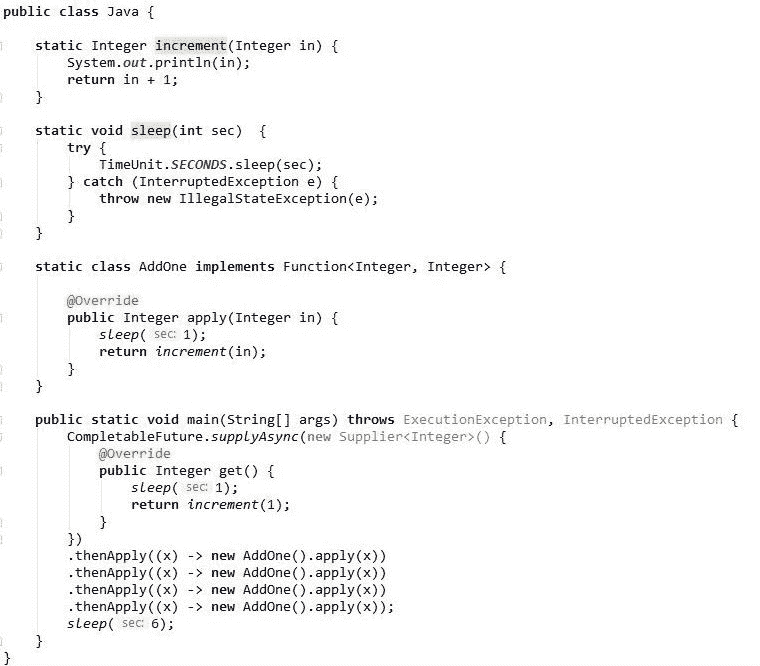 public class Java {
    static Integer increment(Integer in) {
        System.out.println(in);
        return in + 1;
    }
    static void sleep(int sec)  {
        try {
            TimeUnit.SECONDS.sleep(sec);
        } catch (InterruptedException e) {
            throw new IllegalStateException(e);
        }
    }
    static class AddOne implements Function<Integer, Integer> {
        @Override
        public Integer apply(Integer in) {
            sleep( sec: 1);
            return increment(in);
        }
    }
    public static void main(String[] args) throws ExecutionException, InterruptedException {
        CompletableFuture.supplyAsync(new Supplier<Integer>() {
            @Override
            public Integer get() {
                sleep( sec: 1);
                return increment(1);
            }
        })
        .thenApply((x) -> new AddOne().apply(x))
        .thenApply((x) -> new AddOne().apply(x))
        .thenApply((x) -> new AddOne().apply(x))
        .thenApply((x) -> new AddOne().apply(x));
        sleep( sec: 6);
    }
}